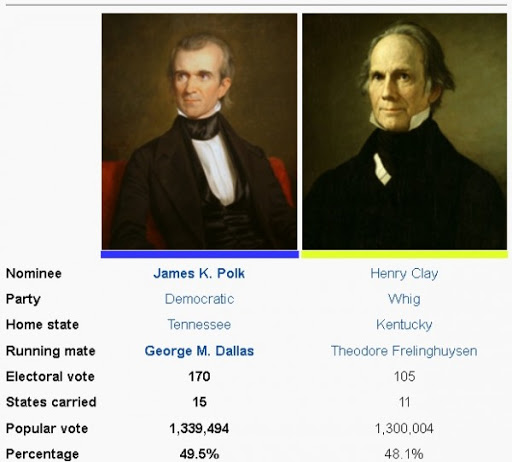 Nominee James K. Polk Henry Clay
Party Democratic Whig
Home state Tennessee Kentucky
Running mate George M. Dallas Theodore Frelinghuysen
Electoral vote 170 105
States carried 15 11
Popular vote 1,339,494 1,300,004
Percentage 49.5% 48.1%